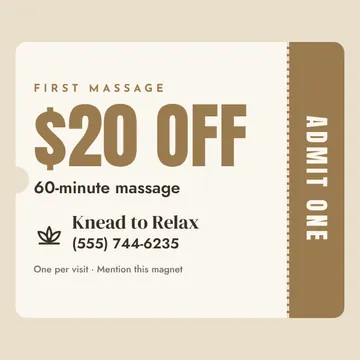 FIRST MASSAGE
$20 OFF
60-minute massage
Knead to Relax
(555) 744-6235
One per visit · Mention this magnet
ADMIT ONE